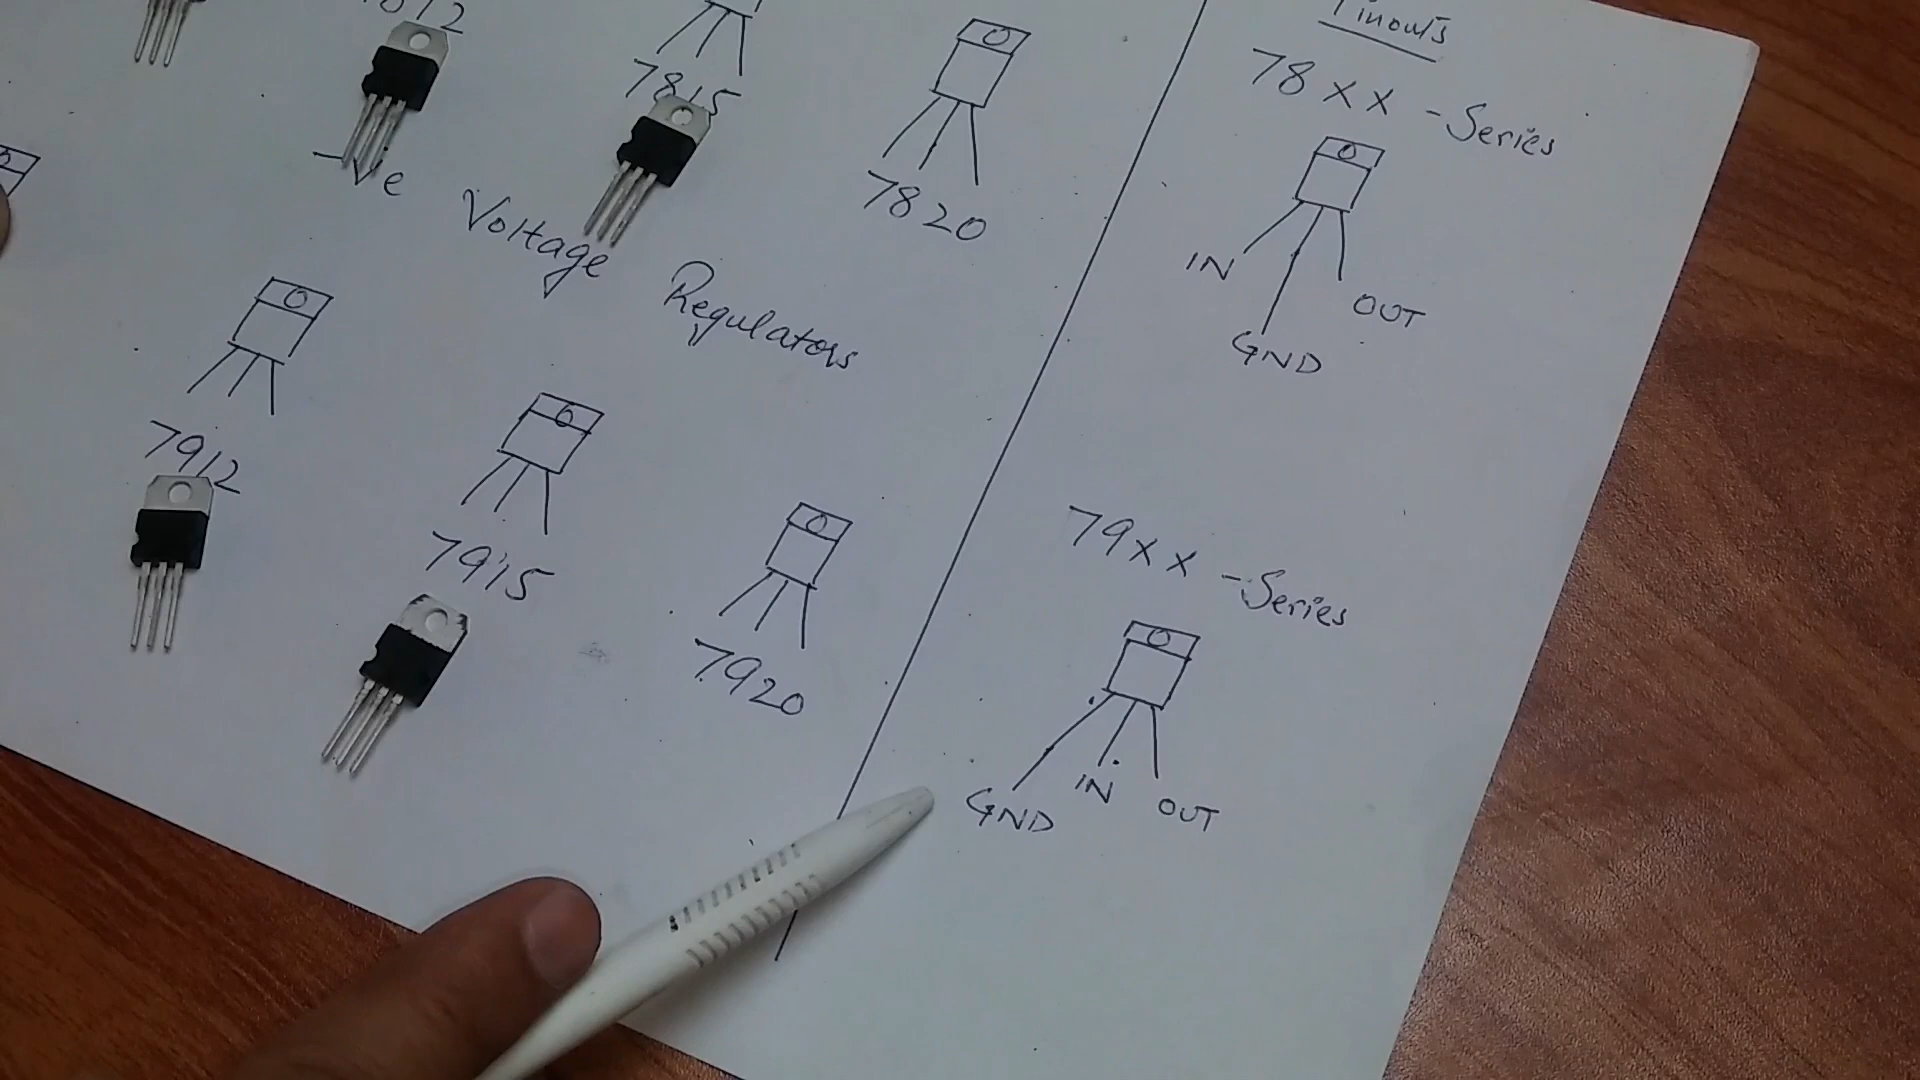 7812
7815
7820
-Ve Voltage Regulators
7912
7915
7920
Pinouts
78XX -Series
IN
GND
OUT
79XX -Series
GND
IN
OUT